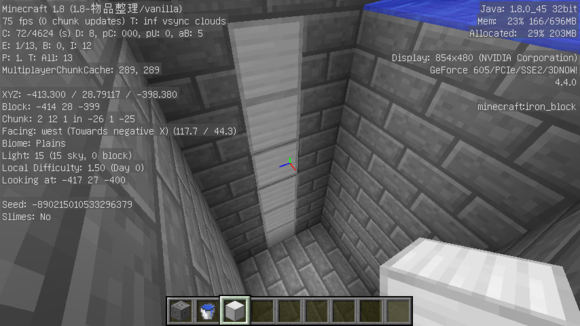 Minecraft 1.8 (1.8-物品整理/vanilla)
75 fps (0 chunk updates) T: inf vsync clouds
C: 72/4624 (s) D: 8, pC: 000, pU: 0, aB: 5
E: 1/13, B: 0, I: 12
P: 1. T: All: 13
MultiplayerChunkCache: 289, 289
XYZ: -413.300 / 28.79117 / -398.380
Block: -414 28 -399
Chunk: 2 12 1 in -26 1 -25
Facing: west (Towards negative X) (117.7 / 44.3)
Biome: Plains
Light: 15 (15 sky, 0 block)
Local Difficulty: 1.50 (Day 0)
Looking at: -417 27 -400
Seed: -890215010533296379
Slimes: No
Java: 1.8.0_45 32bit
Mem: 23% 166/696MB
Allocated: 29% 203MB
Display: 854x480 (NVIDIA Corporation)
GeForce 605/PCIe/SSE2/3DNOW!
4.4.0
minecraft:iron_block